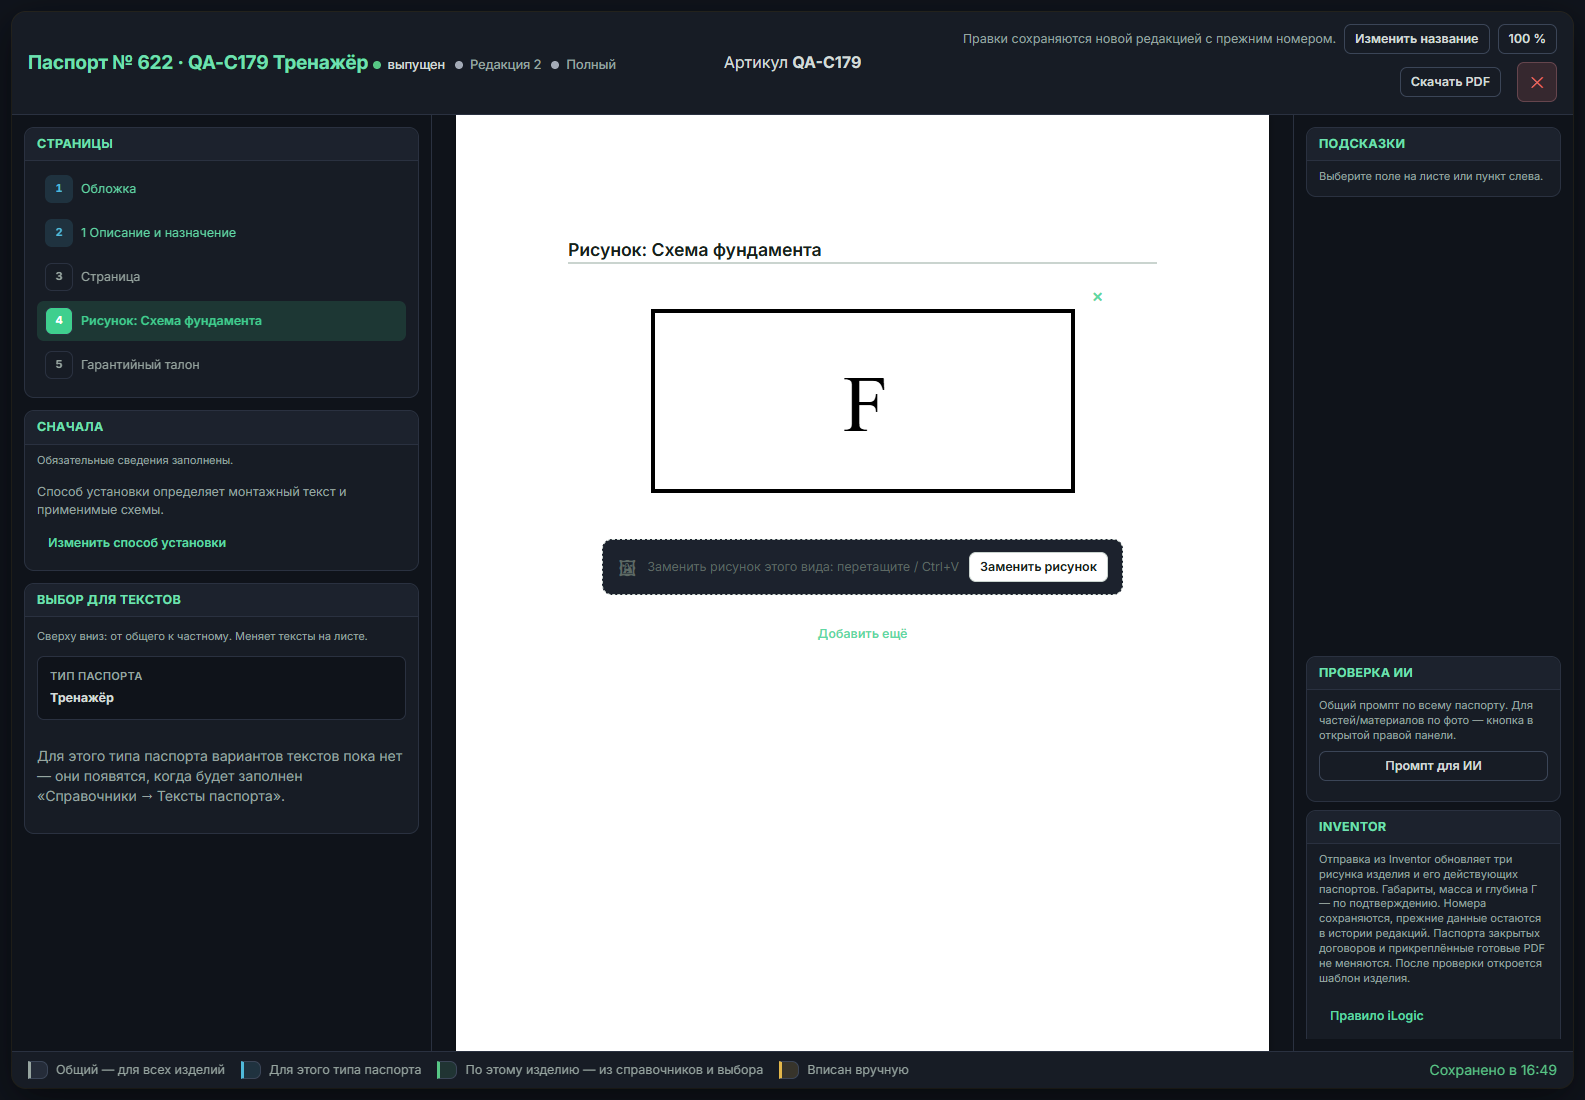 Паспорт № 622 · QA-C179 Тренажёр
выпущен
Редакция 2
Полный
Артикул QA-C179
Правки сохраняются новой редакцией с прежним номером.
Изменить название
100 %
Скачать PDF
СТРАНИЦЫ
1 Обложка
2 1 Описание и назначение
3 Страница
4 Рисунок: Схема фундамента
5 Гарантийный талон
СНАЧАЛА
Обязательные сведения заполнены.
Способ установки определяет монтажный текст и
применимые схемы.
Изменить способ установки
ВЫБОР ДЛЯ ТЕКСТОВ
Сверху вниз: от общего к частному. Меняет тексты на листе.
ТИП ПАСПОРТА
Тренажёр
Для этого типа паспорта вариантов текстов пока нет
— они появятся, когда будет заполнен
«Справочники → Тексты паспорта».
Рисунок: Схема фундамента
×
F
Заменить рисунок этого вида: перетащите / Ctrl+V
Заменить рисунок
Добавить ещё
ПОДСКАЗКИ
Выберите поле на листе или пункт слева.
ПРОВЕРКА ИИ
Общий промпт по всему паспорту. Для
частей/материалов по фото — кнопка в
открытой правой панели.
Промпт для ИИ
INVENTOR
Отправка из Inventor обновляет три
рисунка изделия и его действующих
паспортов. Габариты, масса и глубина Г
— по подтверждению. Номера
сохраняются, прежние данные остаются
в истории редакций. Паспорта закрытых
договоров и прикреплённые готовые PDF
не меняются. После проверки откроется
шаблон изделия.
Правило iLogic
Общий — для всех изделий
Для этого типа паспорта
По этому изделию — из справочников и выбора
Вписан вручную
Сохранено в 16:49